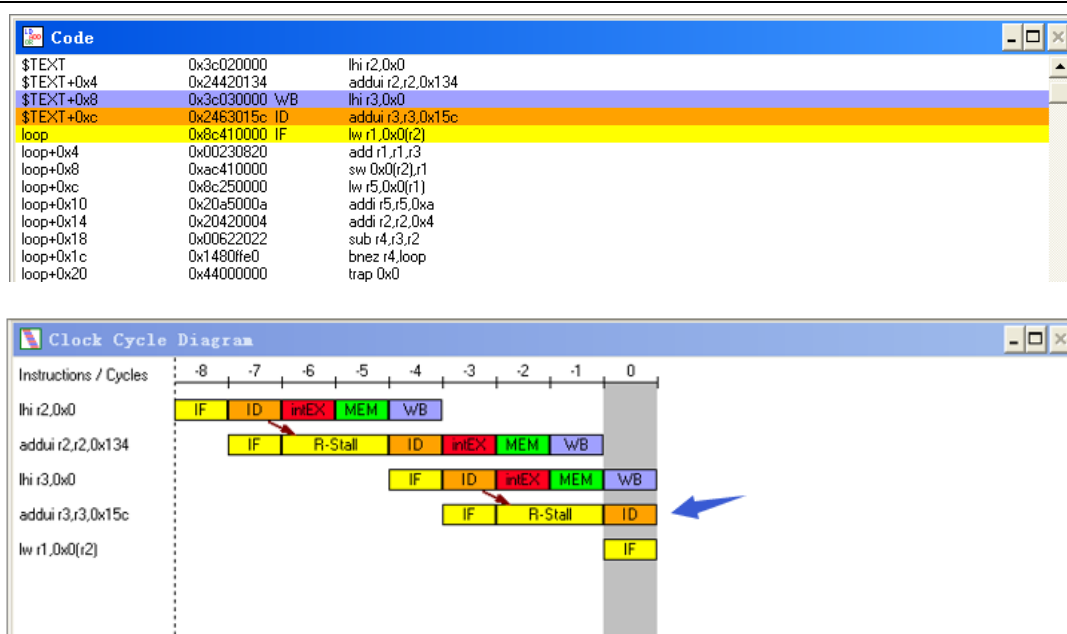 Code
$TEXT 0x3c020000 lhi r2,0x0
$TEXT+0x4 0x24420134 addui r2,r2,0x134
$TEXT+0x8 0x3c030000 WB lhi r3,0x0
$TEXT+0xc 0x2463015c ID addui r3,r3,0x15c
loop 0x8c410000 IF lw r1,0x0(r2)
loop+0x4 0x00230820 add r1,r1,r3
loop+0x8 0xac410000 sw 0x0(r2),r1
loop+0xc 0x8c250000 lw r5,0x0(r1)
loop+0x10 0x20a5000a addi r5,r5,0xa
loop+0x14 0x20420004 addi r2,r2,0x4
loop+0x18 0x00622022 sub r4,r3,r2
loop+0x1c 0x1480ffe0 bnez r4,loop
loop+0x20 0x44000000 trap 0x0
Clock Cycle Diagram
Instructions / Cycles -8 -7 -6 -5 -4 -3 -2 -1 0
lhi r2,0x0 IF ID intEX MEM WB
addui r2,r2,0x134 IF R-Stall ID intEX MEM WB
lhi r3,0x0 IF ID intEX MEM WB
addui r3,r3,0x15c IF R-Stall ID
lw r1,0x0(r2) IF